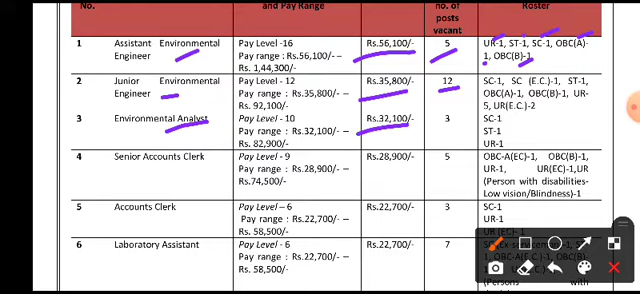 No. and Pay Range no. of Roster
posts
vacant
1 Assistant Environmental Pay Level -16 Rs.56,100/- 5 UR-1, ST-1, SC-1, OBC(A)-
Engineer Pay range : Rs.56,100/- – 1, OBC(B)-1
Rs. 1,44,300/-
2 Junior Environmental Pay Level - 12 Rs.35,800/- 12 SC-1, SC (E.C.)-1, ST-1,
Engineer Pay range : Rs.35,800/- – OBC(A)-1, OBC(B)-1, UR-
Rs. 92,100/- 5, UR(E.C.)-2
3 Environmental Analyst Pay Level - 10 Rs.32,100/- 3 SC-1
Pay range : Rs.32,100/- – ST-1
Rs. 82,900/- UR-1
4 Senior Accounts Clerk Pay Level - 9 Rs.28,900/- 5 OBC-A(EC)-1, OBC(B)-1,
Pay range : Rs.28,900/- – UR-1, UR(EC)-1,UR
Rs.74,500/- (Person with disabilities-
Low vision/Blindness)-1
5 Accounts Clerk Pay Level – 6 Rs.22,700/- 3 SC-1
Pay range : Rs.22,700/- – UR-1
Rs. 58,500/- UR (EC)- 1
6 Laboratory Assistant Pay Level - 6 Rs.22,700/- 7
Pay range : Rs.22,700/- –
Rs. 58,500/-
with